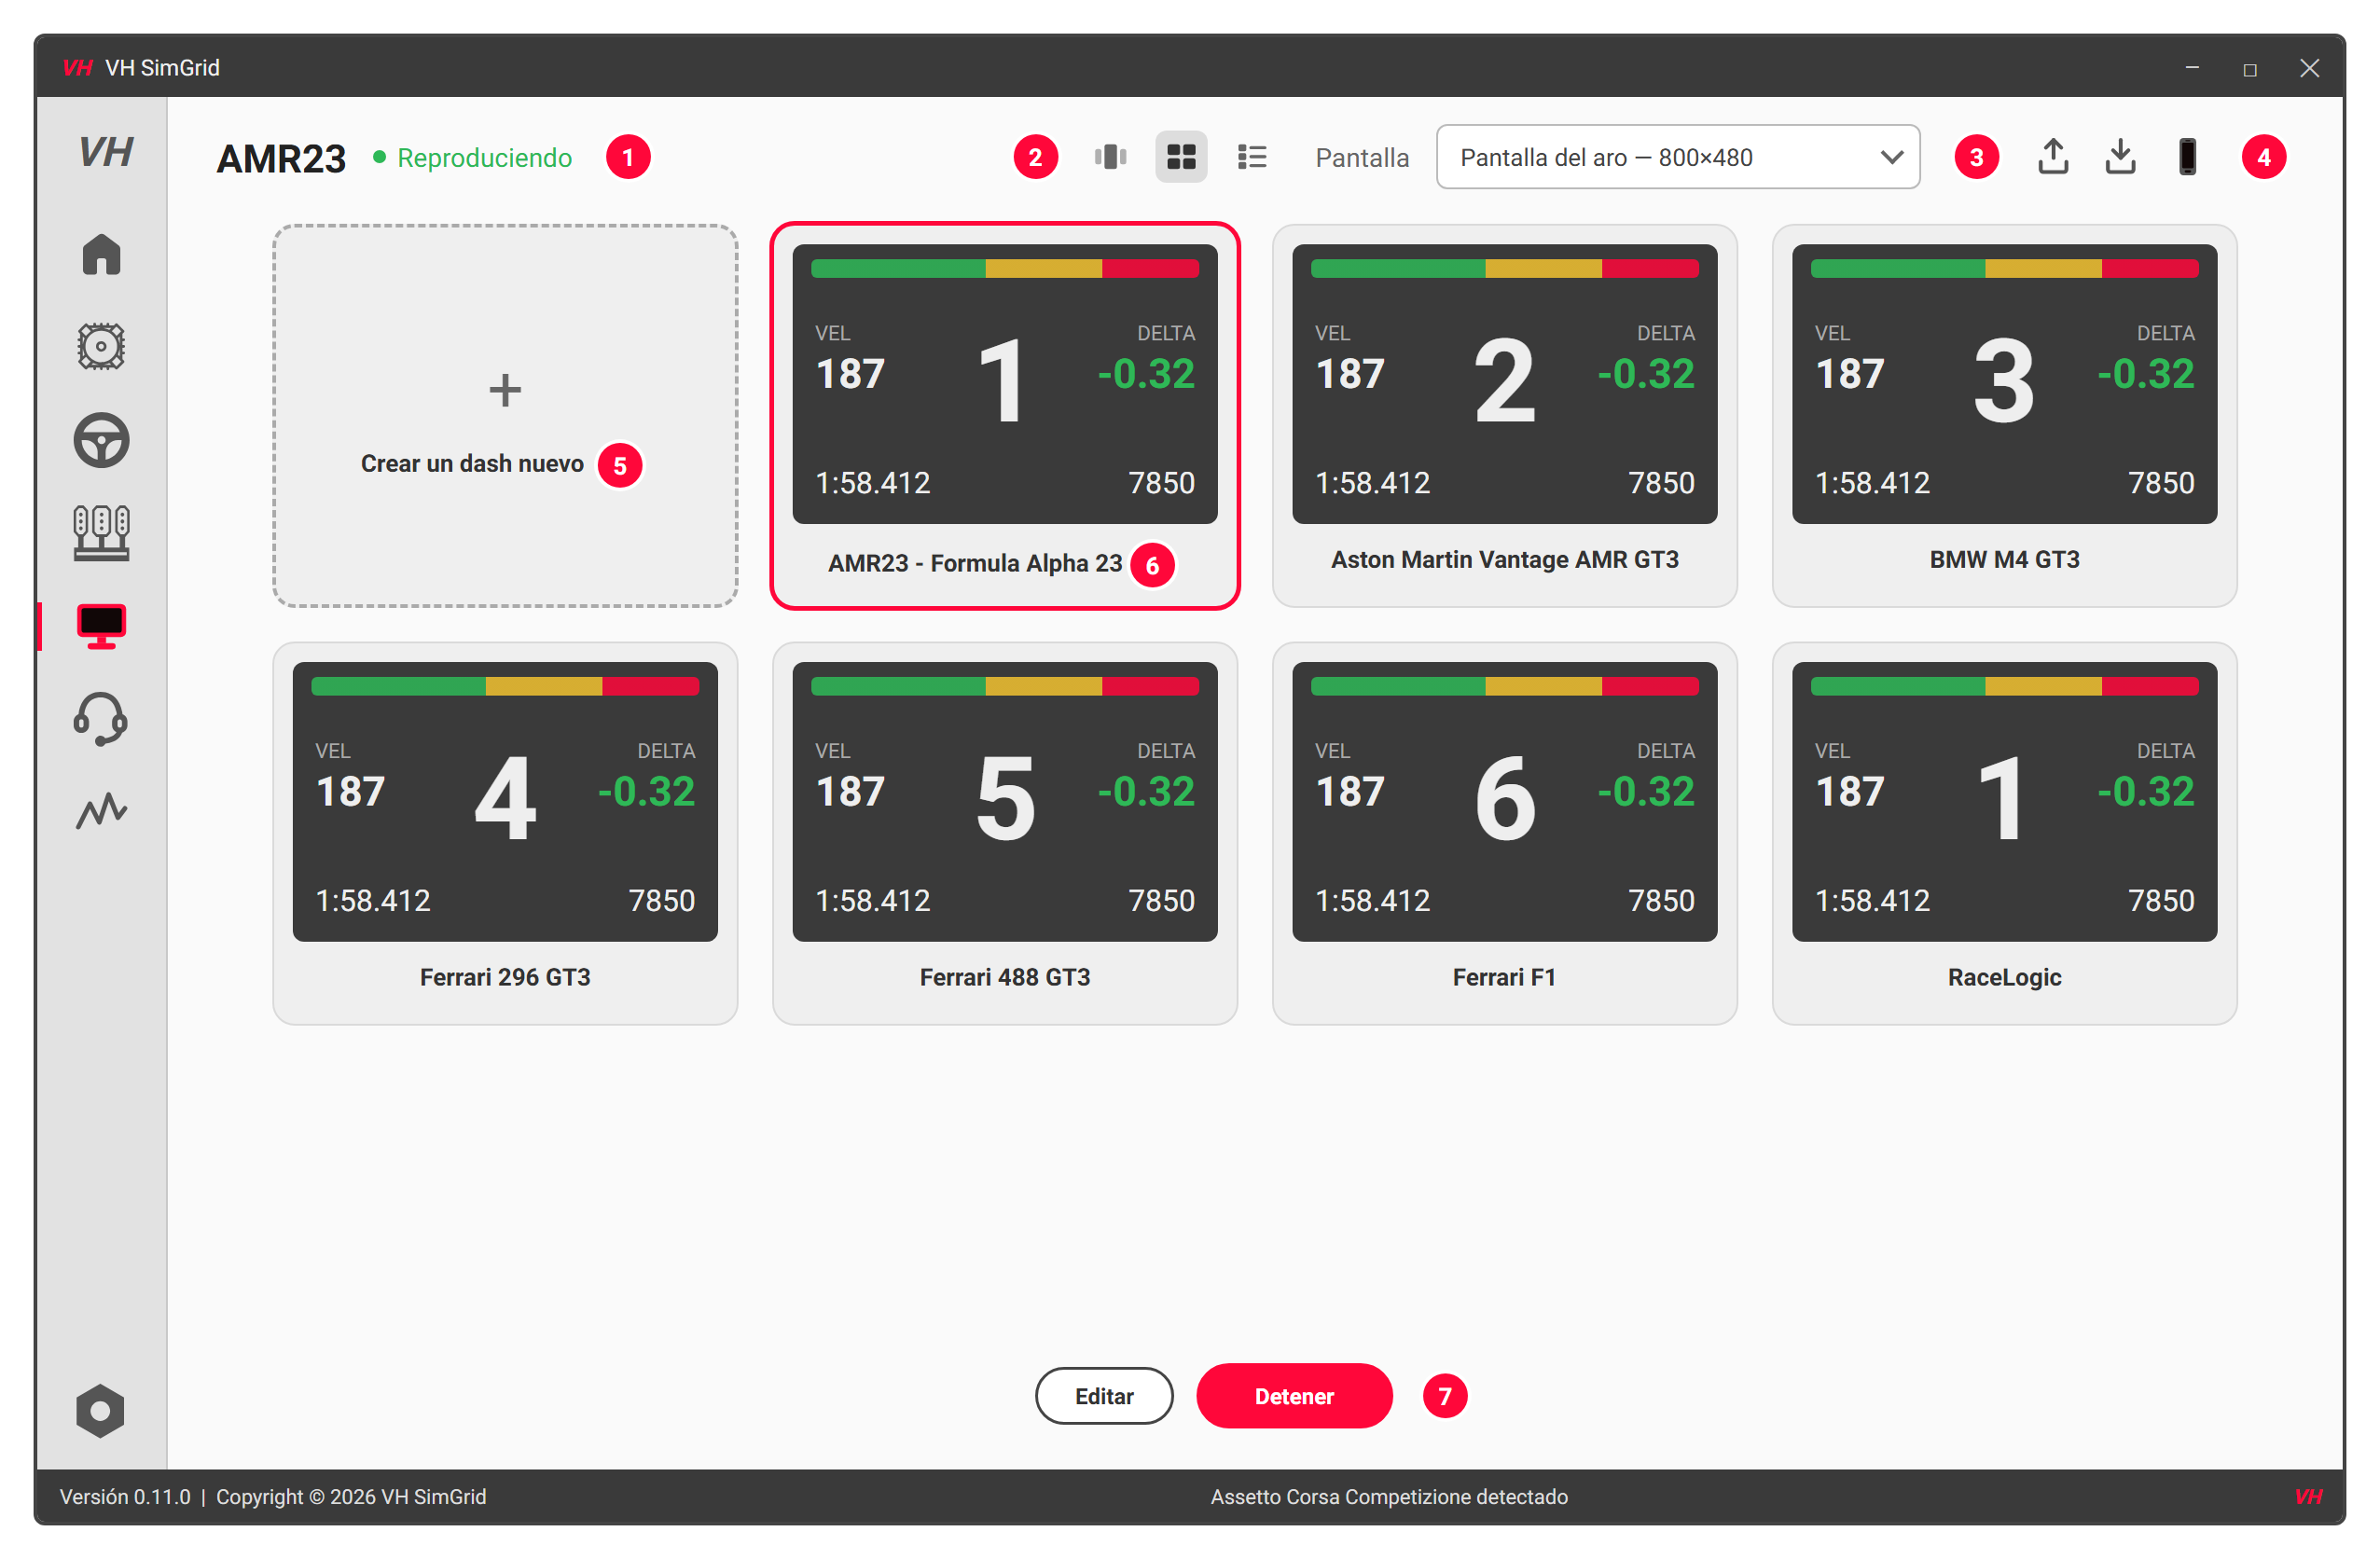 VH VH SimGrid
VH
AMR23 Reproduciendo 1
2 Pantalla Pantalla del aro — 800×480 3 4
+
Crear un dash nuevo 5
VEL DELTA
187 1 -0.32
1:58.412 7850
AMR23 - Formula Alpha 23 6
VEL DELTA
187 2 -0.32
1:58.412 7850
Aston Martin Vantage AMR GT3
VEL DELTA
187 3 -0.32
1:58.412 7850
BMW M4 GT3
VEL DELTA
187 4 -0.32
1:58.412 7850
Ferrari 296 GT3
VEL DELTA
187 5 -0.32
1:58.412 7850
Ferrari 488 GT3
VEL DELTA
187 6 -0.32
1:58.412 7850
Ferrari F1
VEL DELTA
187 1 -0.32
1:58.412 7850
RaceLogic
Editar Detener 7
Versión 0.11.0 | Copyright © 2026 VH SimGrid Assetto Corsa Competizione detectado VH